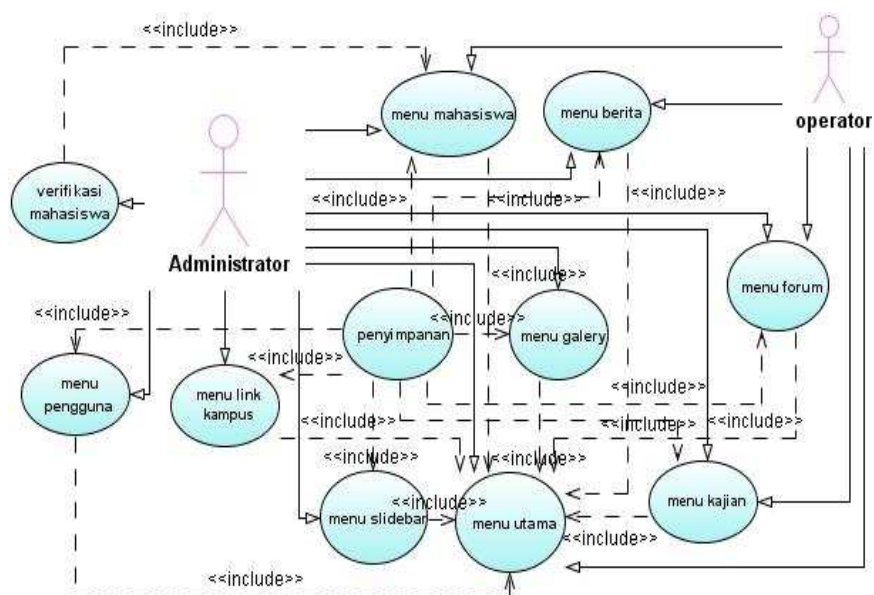 <<include>>
menu mahasiswa
menu berita
operator
verifikasi
mahasiswa
<<include>>
<<include>>
<<include>>
Administrator
<<include>>
menu forum
<<include>>
penyimpanan
<<include>>
menu galery
menu
pengguna
menu link
kampus
<<include>>
<<include>>
<<include>>
<<include>>
<<include>>
<<include>>
menu slidebar
<<include>>
menu utama
menu kajian
<<include>>
<<include>>